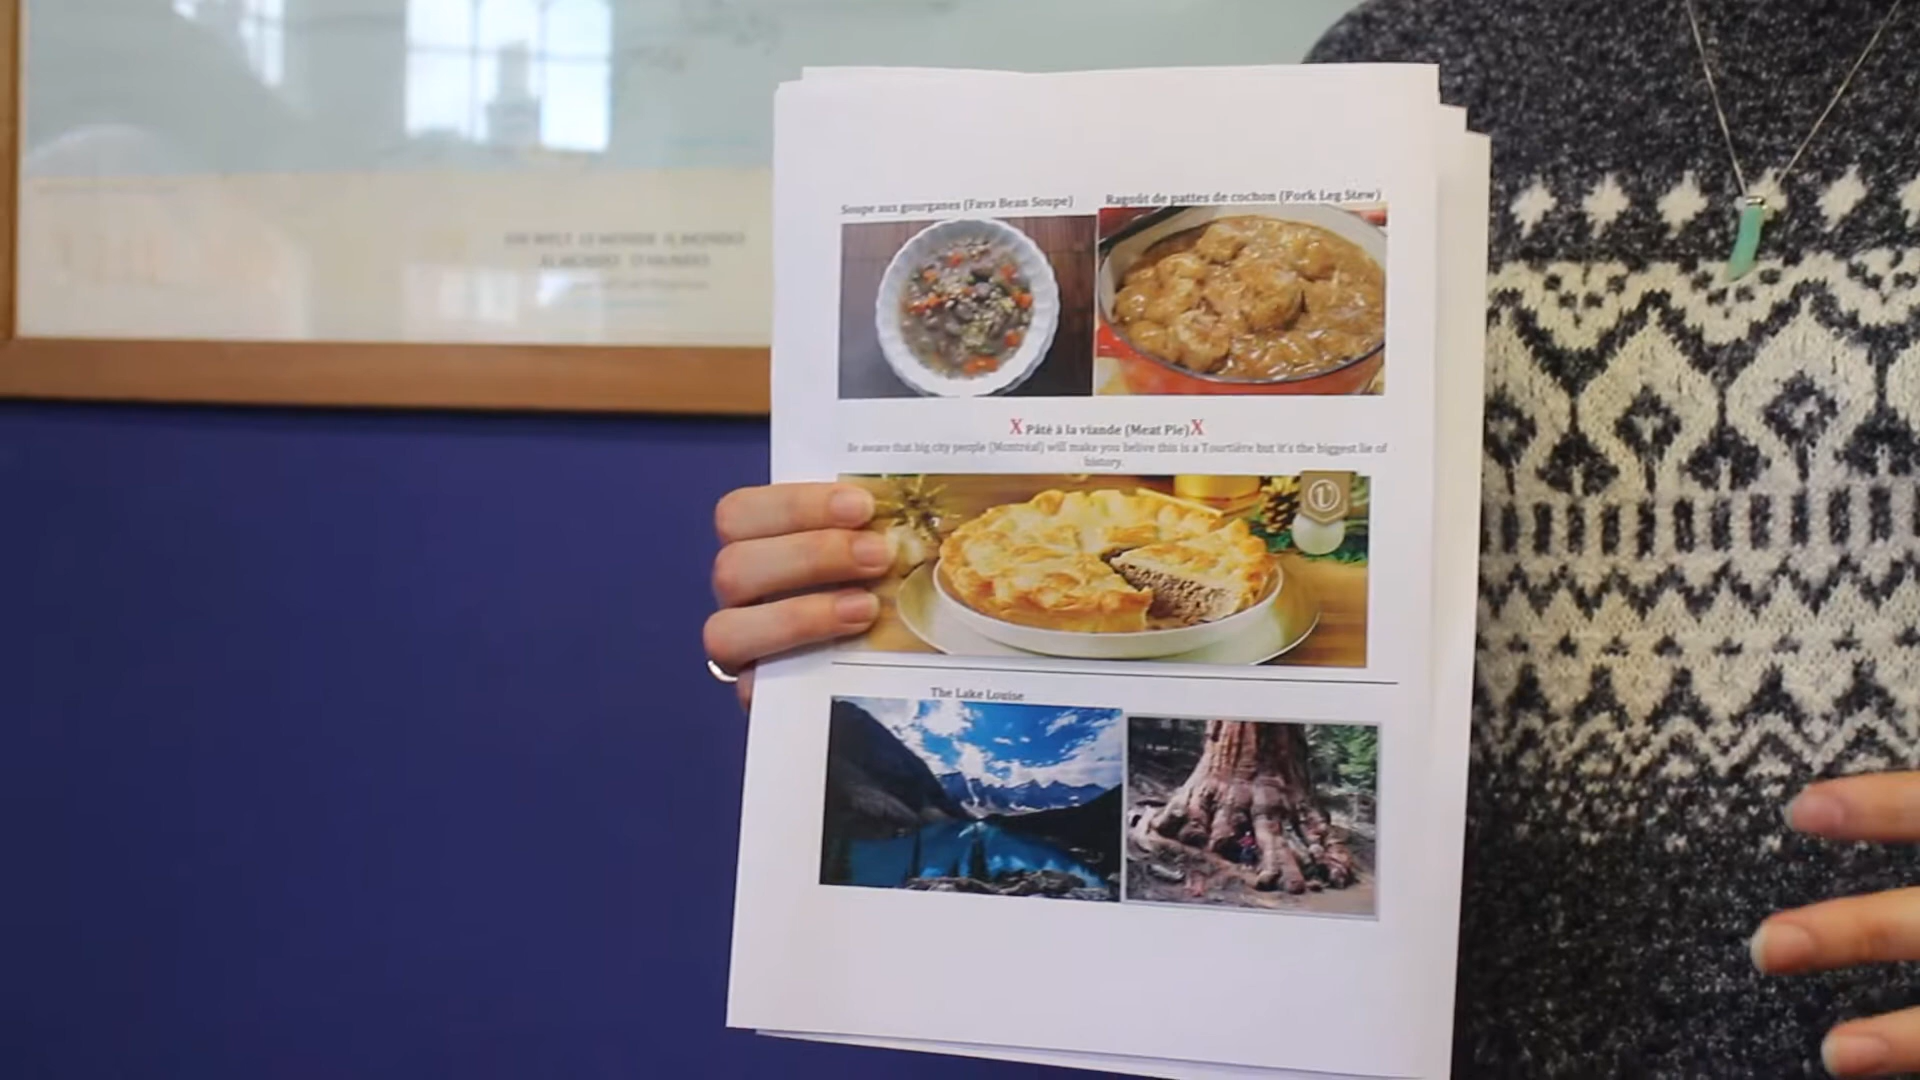 Soupe aux gourganes (Fava Bean Soupe)
Ragoût de pattes de cochon (Pork Leg Stew)
X Pâté à la viande (Meat Pie) X
Be aware that big city people (Montréal) will make you belive this is a Tourtière but it's the biggest lie of
history.
The Lake Louise